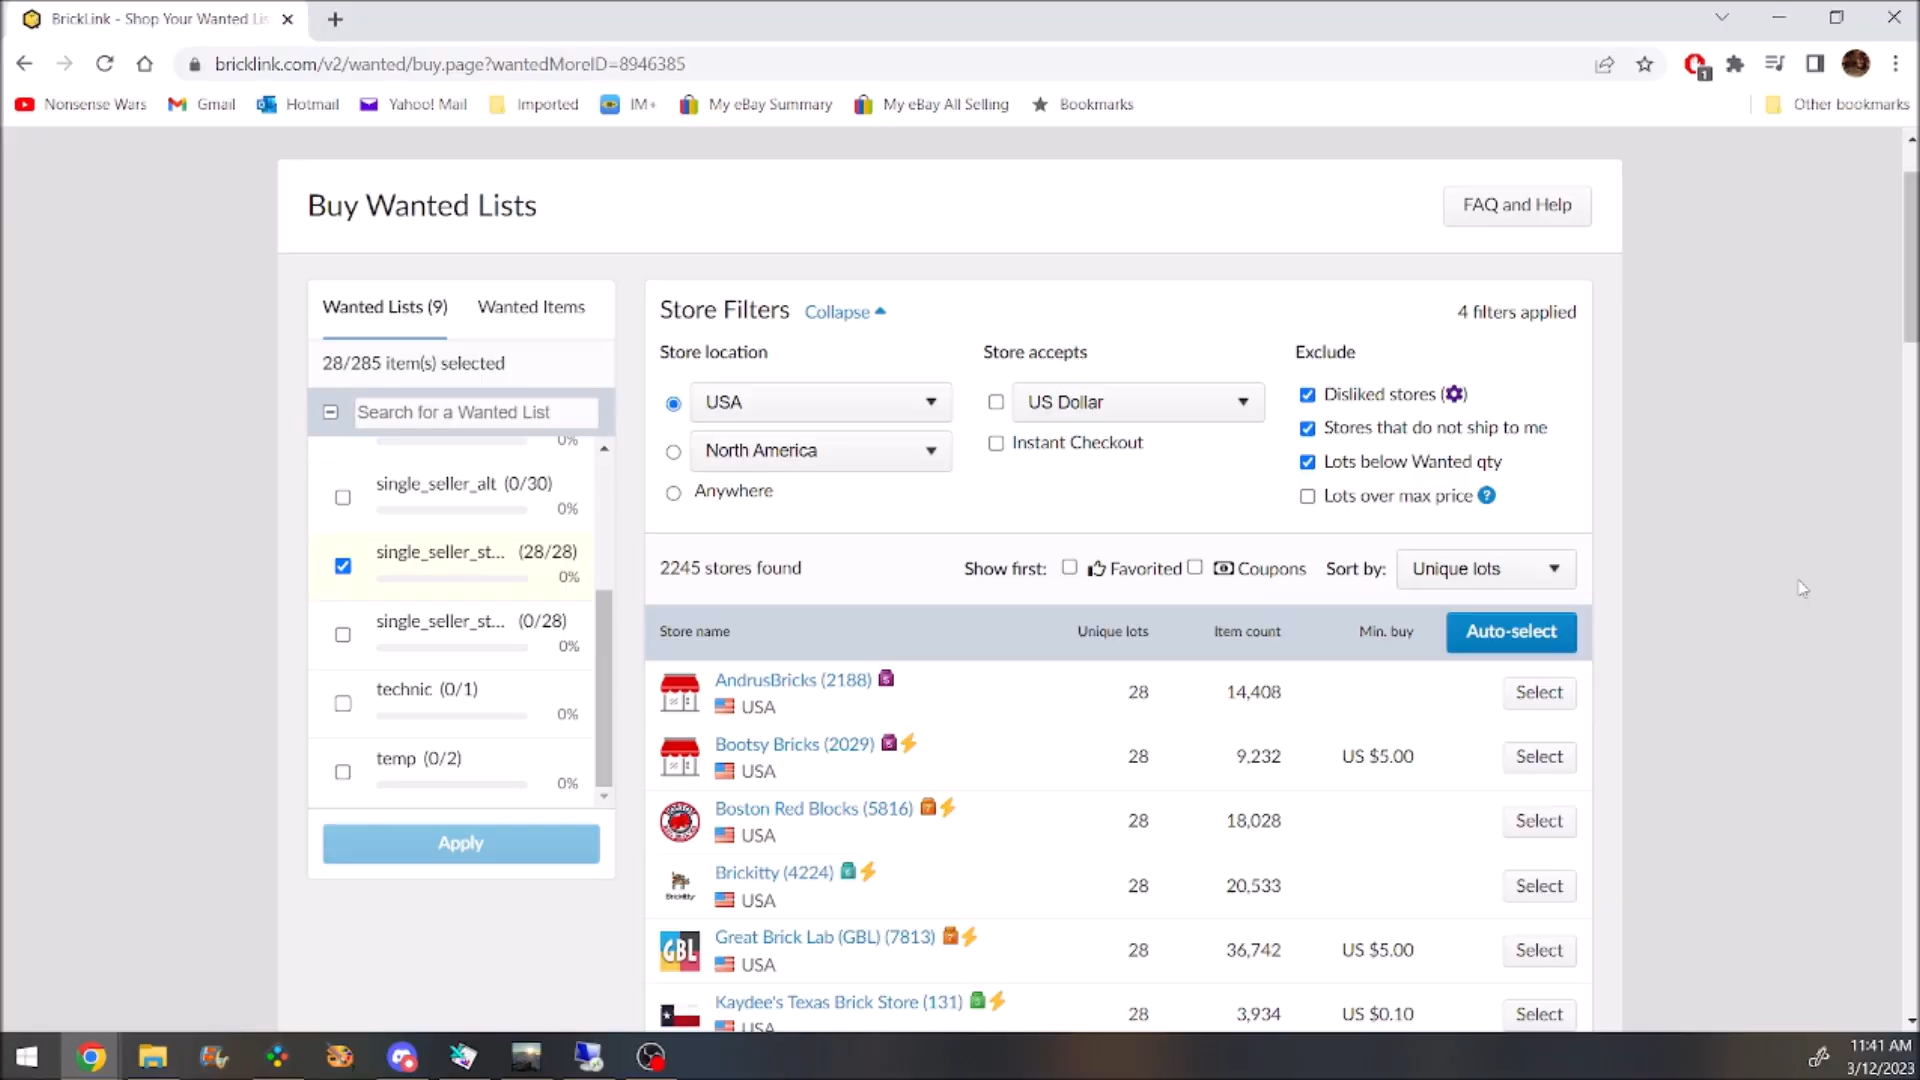 BrickLink - Shop Your Wanted Lis
bricklink.com/v2/wanted/buy.page?wantedMoreID=8946385
1
Nonsense Wars
Gmail
Hotmail
Yahoo! Mail
Imported
IM+
My eBay Summary
My eBay All Selling
Bookmarks
Other bookmarks
Buy Wanted Lists
FAQ and Help
Wanted Lists (9)
Wanted Items
28/285 item(s) selected
Search for a Wanted List
0%
single_seller_alt (0/30)
0%
single_seller_st... (28/28)
0%
single_seller_st... (0/28)
0%
technic (0/1)
0%
temp (0/2)
0%
Apply
Store Filters
Collapse
4 filters applied
Store location
USA
North America
Anywhere
Store accepts
US Dollar
Instant Checkout
Exclude
Disliked stores ( )
Stores that do not ship to me
Lots below Wanted qty
Lots over max price ?
2245 stores found
Show first: Favorited Coupons
Sort by: Unique lots
Store name Unique lots Item count Min. buy Auto-select
AndrusBricks (2188)
USA
28 14,408 Select
Bootsy Bricks (2029)
USA
28 9,232 US $5.00 Select
Boston Red Blocks (5816)
USA
28 18,028 Select
Brickitty
Brickitty (4224)
USA
28 20,533 Select
GBL
Great Brick Lab (GBL) (7813)
USA
28 36,742 US $5.00 Select
Kaydee's Texas Brick Store (131)
USA
28 3,934 US $0.10 Select
11:41 AM
3/12/2023